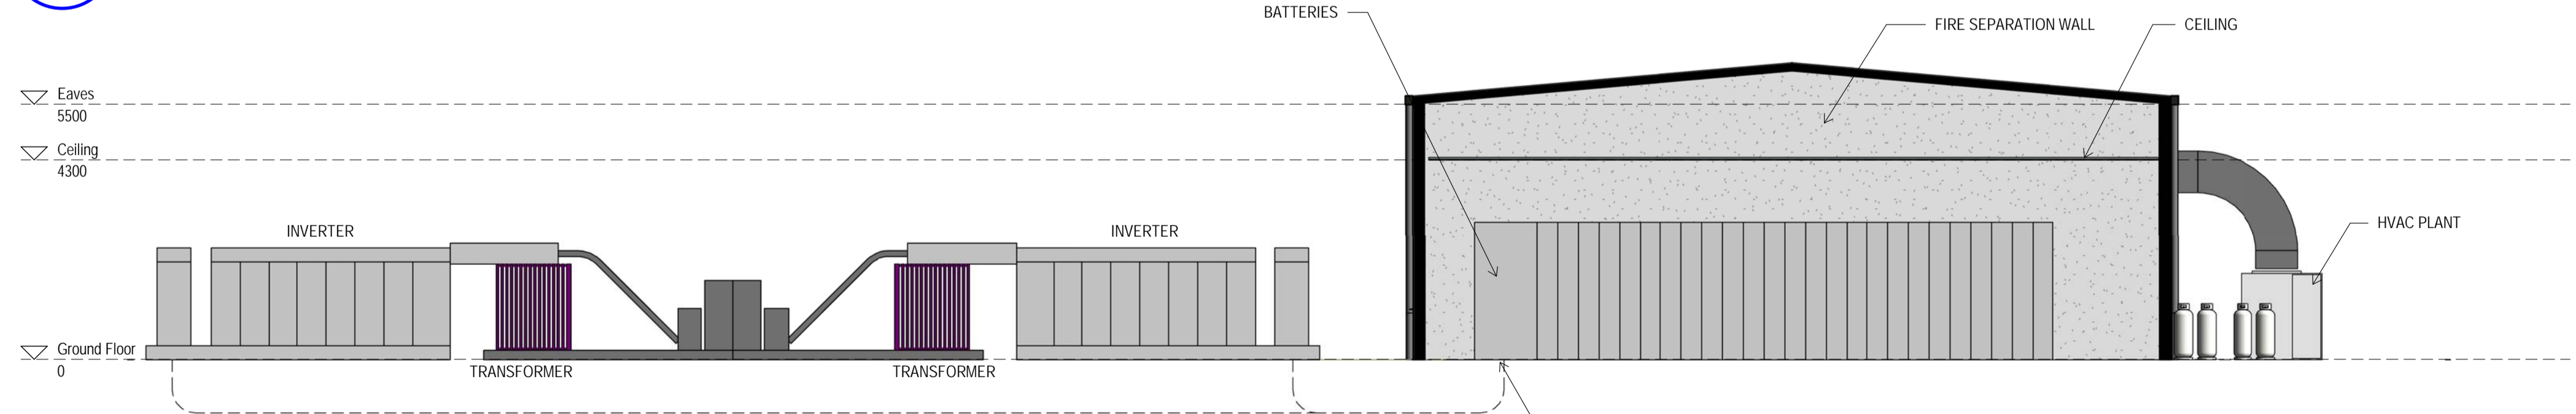 BATTERIES
FIRE SEPARATION WALL
CEILING
Eaves
5500
Ceiling
4300
HVAC PLANT
INVERTER
INVERTER
Ground Floor
0
TRANSFORMER
TRANSFORMER